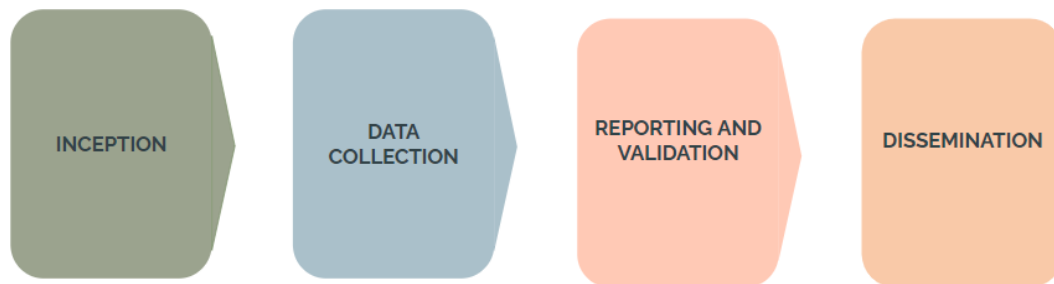 INCEPTION
DATA
COLLECTION
REPORTING AND
VALIDATION
DISSEMINATION